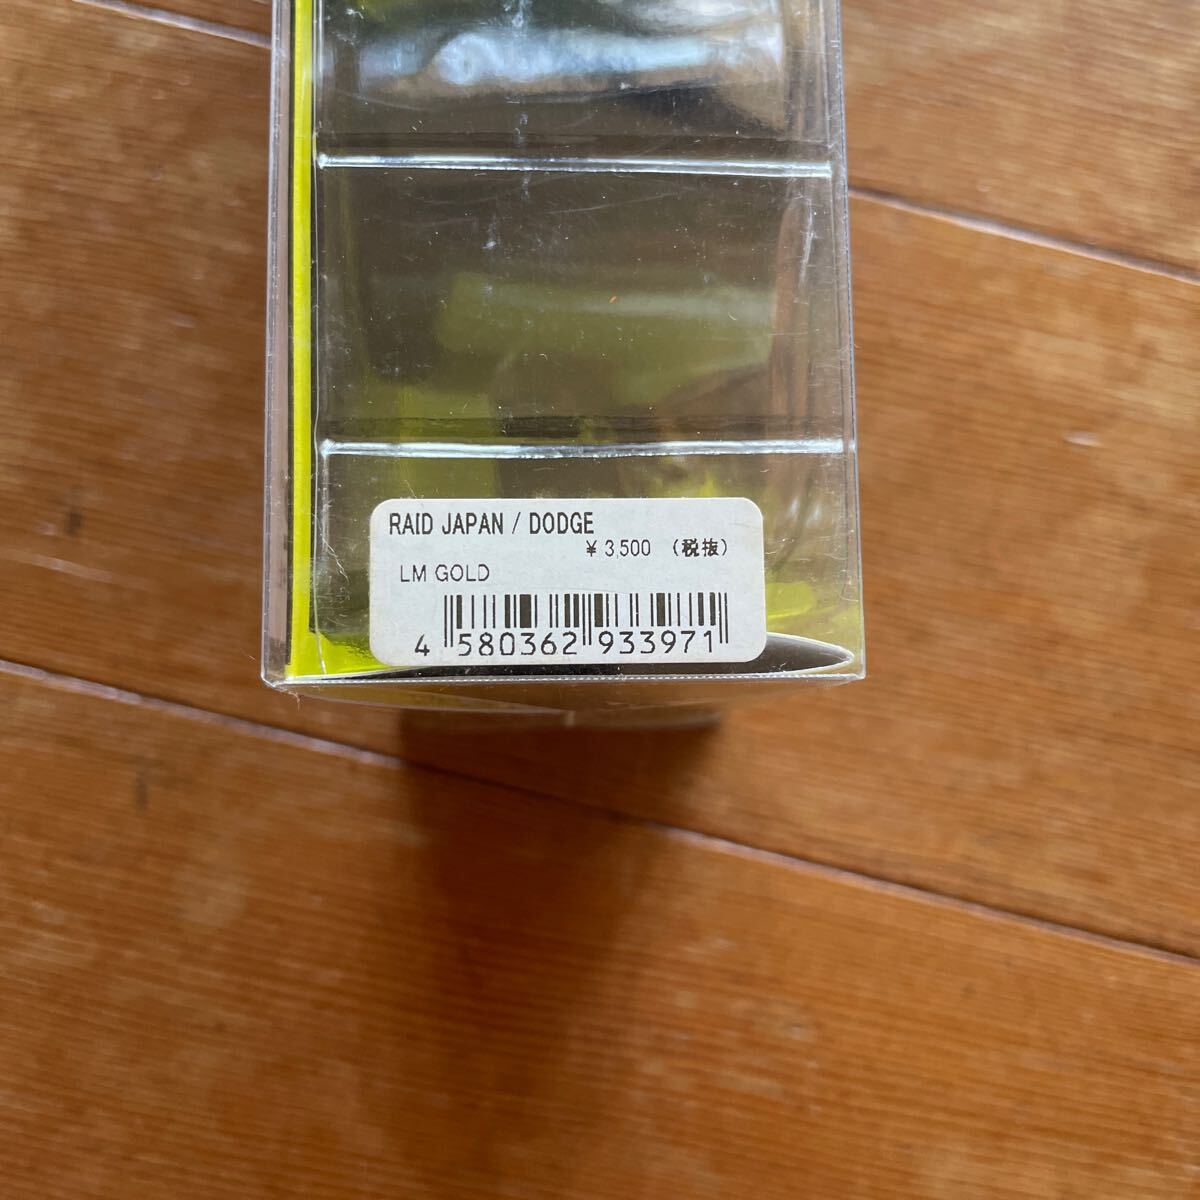 RAID JAPAN / DODGE
¥ 3,500 (税抜)
LM GOLD
4 580362 933971